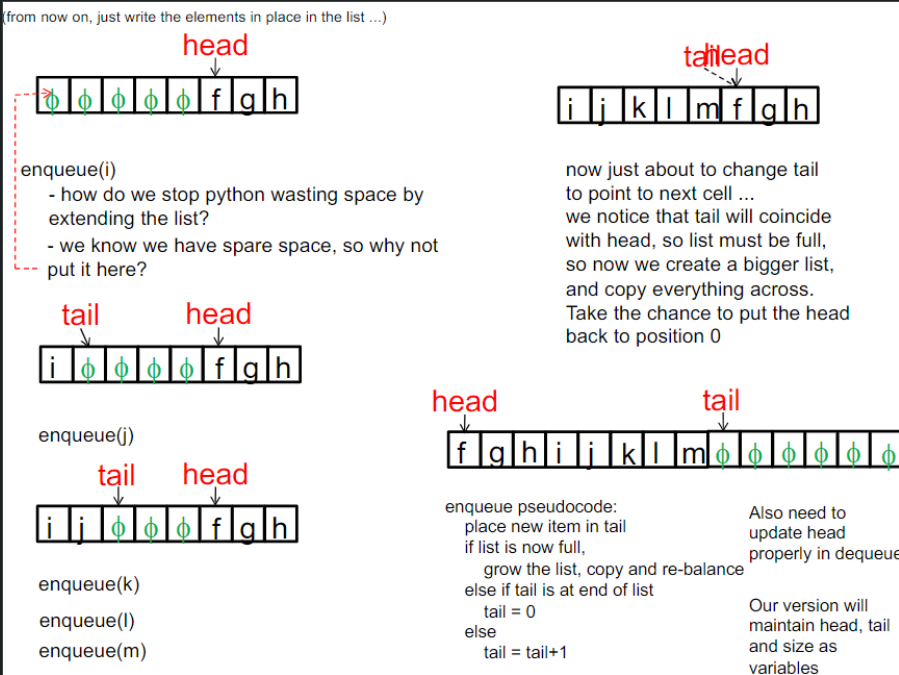 (from now on, just write the elements in place in the list ...)
head
ϕ ϕ ϕ ϕ ϕ f g h
enqueue(i)
- how do we stop python wasting space by
extending the list?
- we know we have spare space, so why not
put it here?
tail head
i ϕ ϕ ϕ ϕ f g h
enqueue(j)
tail head
i j ϕ ϕ ϕ f g h
enqueue(k)
enqueue(l)
enqueue(m)
tail head
i j k l m f g h
now just about to change tail
to point to next cell ...
we notice that tail will coincide
with head, so list must be full,
so now we create a bigger list,
and copy everything across.
Take the chance to put the head
back to position 0
head tail
f g h i j k l m ϕ ϕ ϕ ϕ ϕ ϕ
enqueue pseudocode:
place new item in tail
if list is now full,
grow the list, copy and re-balance
else if tail is at end of list
tail = 0
else
tail = tail+1
Also need to
update head
properly in dequeue
Our version will
maintain head, tail
and size as
variables